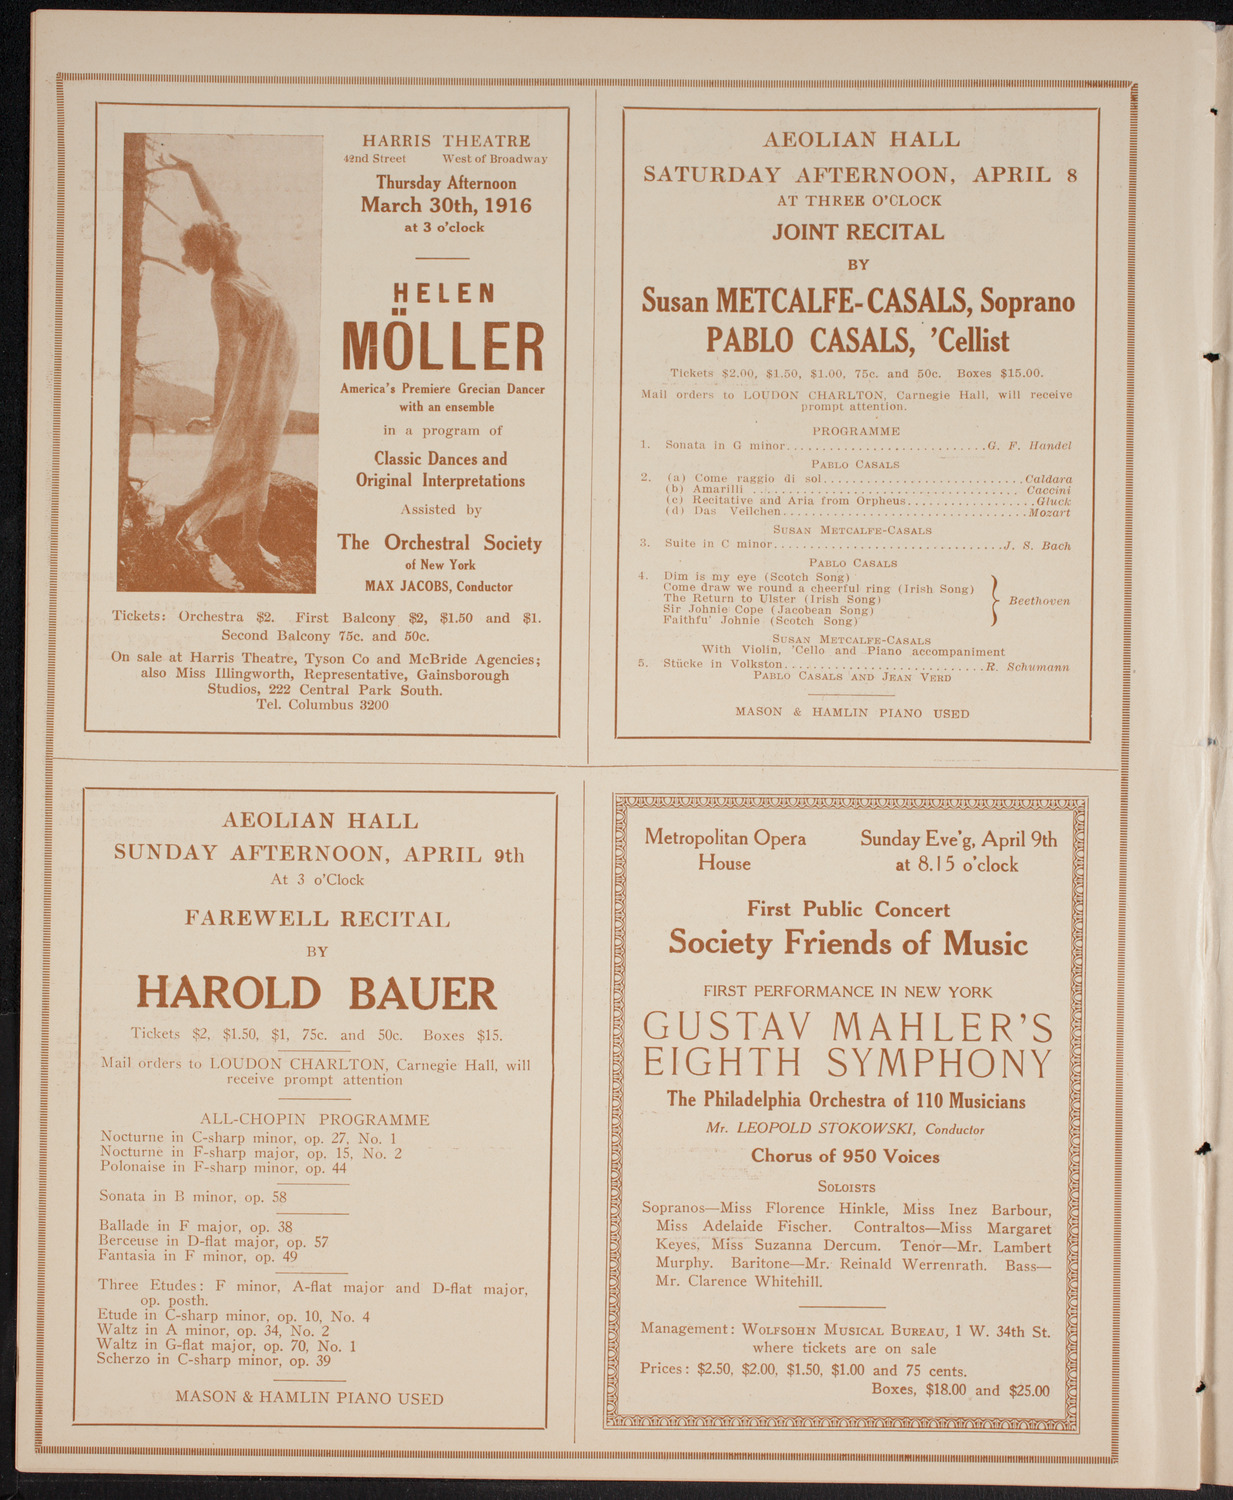 HARRIS THEATRE
42nd Street West of Broadway
Thursday Afternoon
March 30th, 1916
at 3 o'clock
HELEN
MÖLLER
America's Premiere Grecian Dancer
with an ensemble
in a program of
Classic Dances and
Original Interpretations
Assisted by
The Orchestral Society
of New York
MAX JACOBS, Conductor
Tickets: Orchestra $2. First Balcony $2, $1.50 and $1.
Second Balcony 75c. and 50c.
On sale at Harris Theatre, Tyson Co and McBride Agencies;
also Miss Illingworth, Representative, Gainsborough
Studios, 222 Central Park South.
Tel. Columbus 3200
AEOLIAN HALL
SATURDAY AFTERNOON, APRIL 8
AT THREE O'CLOCK
JOINT RECITAL
BY
Susan METCALFE-CASALS, Soprano
PABLO CASALS, 'Cellist
Tickets $2.00, $1.50, $1.00, 75c. and 50c. Boxes $15.00.
Mail orders to LOUDON CHARLTON, Carnegie Hall, will receive
prompt attention.
PROGRAMME
1. Sonata in G minor............................G. F. Handel
PABLO CASALS
2. (a) Come raggio di sol............................Caldara
(b) Amarilli ......................................Caccini
(c) Recitative and Aria from Orpheus..................Gluck
(d) Das Veilchen..................................Mozart
SUSAN METCALFE-CASALS
3. Suite in C minor................................J. S. Bach
PABLO CASALS
4. Dim is my eye (Scotch Song)
Come draw we round a cheerful ring (Irish Song)
The Return to Ulster (Irish Song)
Sir Johnie Cope (Jacobean Song)
Faithfu' Johnie (Scotch Song)
Beethoven
SUSAN METCALFE-CASALS
With Violin, 'Cello and Piano accompaniment
5. Stücke in Volkston............................R. Schumann
PABLO CASALS AND JEAN VERD
MASON & HAMLIN PIANO USED
AEOLIAN HALL
SUNDAY AFTERNOON, APRIL 9th
At 3 o'Clock
FAREWELL RECITAL
BY
HAROLD BAUER
Tickets $2, $1.50, $1, 75c. and 50c. Boxes $15.
Mail orders to LOUDON CHARLTON, Carnegie Hall, will
receive prompt attention
ALL-CHOPIN PROGRAMME
Nocturne in C-sharp minor, op. 27, No. 1
Nocturne in F-sharp major, op. 15, No. 2
Polonaise in F-sharp minor, op. 44
Sonata in B minor, op. 58
Ballade in F major, op. 38
Berceuse in D-flat major, op. 57
Fantasia in F minor, op. 49
Three Etudes: F minor, A-flat major and D-flat major,
op. posth.
Etude in C-sharp minor, op. 10, No. 4
Waltz in A minor, op. 34, No. 2
Waltz in G-flat major, op. 70, No. 1
Scherzo in C-sharp minor, op. 39
MASON & HAMLIN PIANO USED
Metropolitan Opera
House
Sunday Eve'g, April 9th
at 8.15 o'clock
First Public Concert
Society Friends of Music
FIRST PERFORMANCE IN NEW YORK
GUSTAV MAHLER'S
EIGHTH SYMPHONY
The Philadelphia Orchestra of 110 Musicians
Mr. LEOPOLD STOKOWSKI, Conductor
Chorus of 950 Voices
SOLOISTS
Sopranos—Miss Florence Hinkle, Miss Inez Barbour,
Miss Adelaide Fischer. Contraltos—Miss Margaret
Keyes, Miss Suzanna Dercum. Tenor—Mr. Lambert
Murphy. Baritone—Mr. Reinald Werrenrath. Bass—
Mr. Clarence Whitehill.
Management: WOLFSOHN MUSICAL BUREAU, 1 W. 34th St.
where tickets are on sale
Prices: $2.50, $2.00, $1.50, $1.00 and 75 cents.
Boxes, $18.00 and $25.00